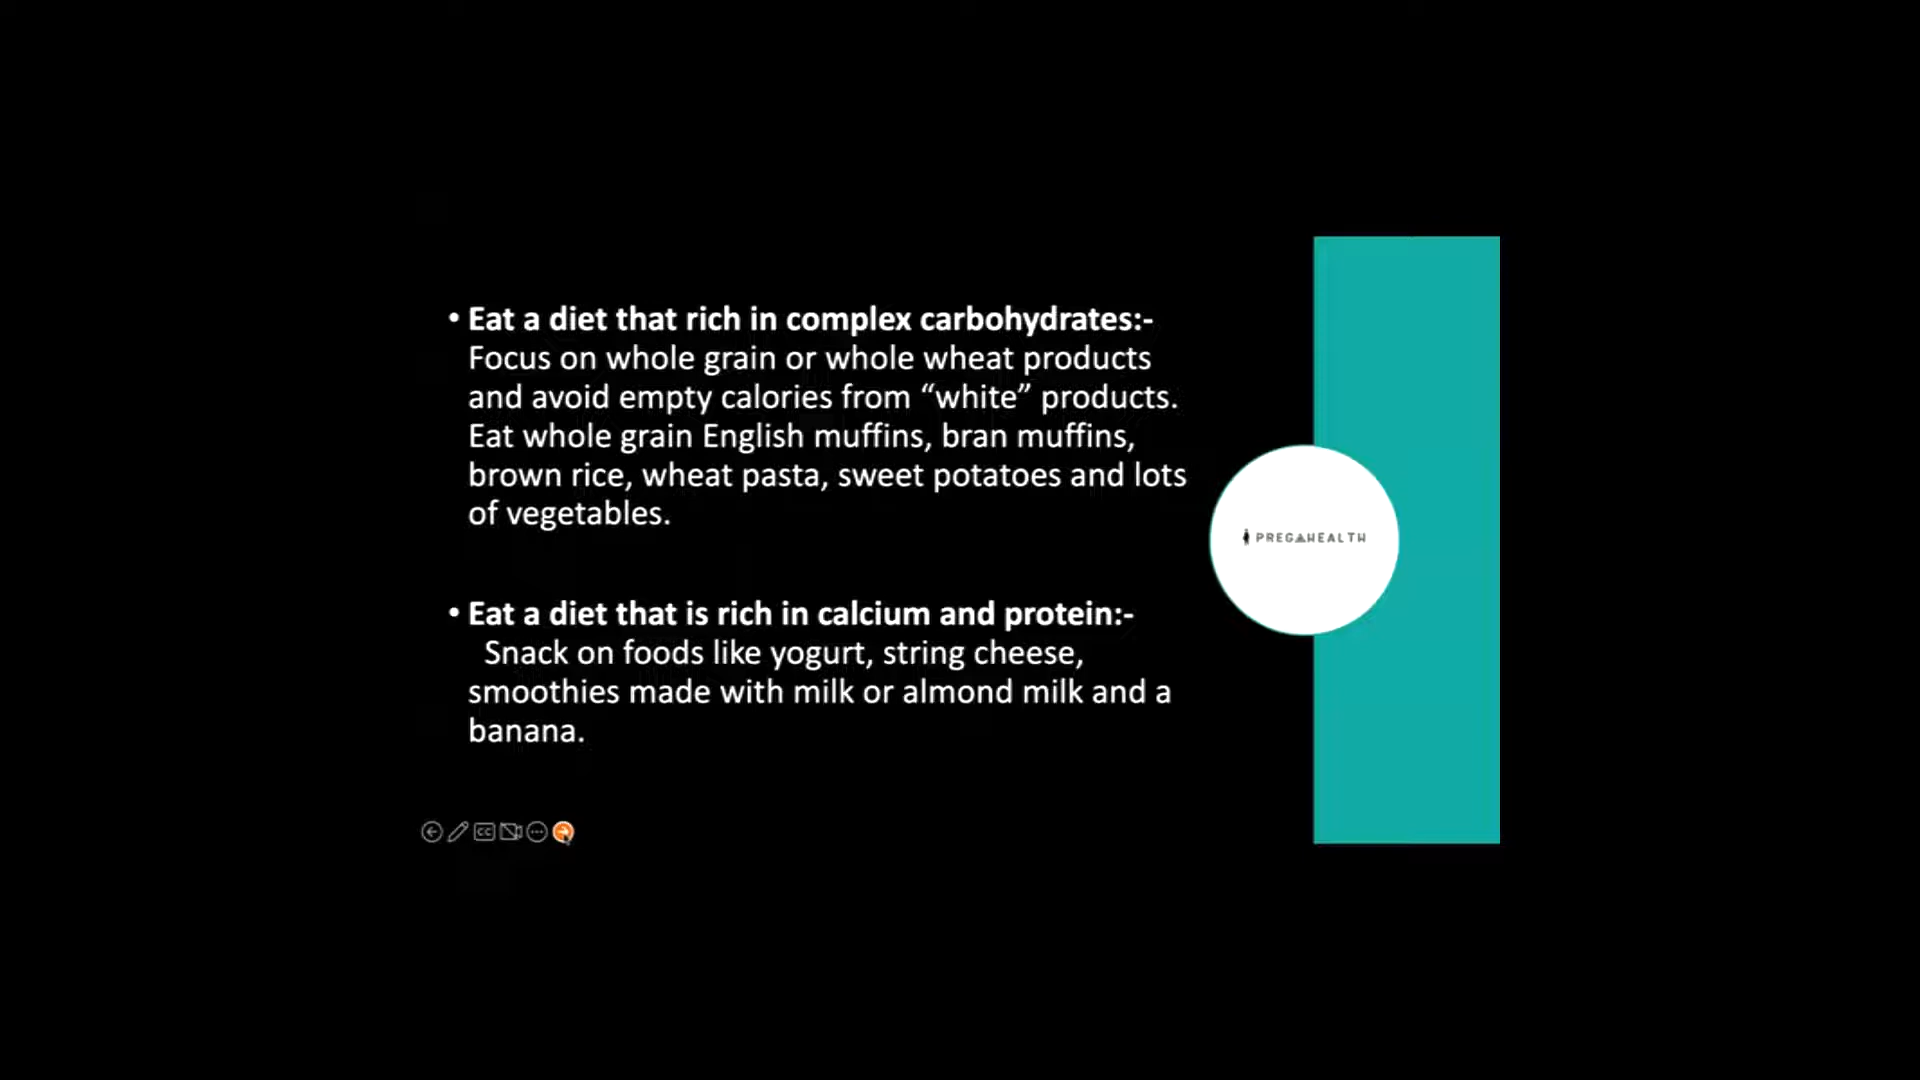 • Eat a diet that rich in complex carbohydrates:-
Focus on whole grain or whole wheat products
and avoid empty calories from “white” products.
Eat whole grain English muffins, bran muffins,
brown rice, wheat pasta, sweet potatoes and lots
of vegetables.
PREGAHEALTH
• Eat a diet that is rich in calcium and protein:-
Snack on foods like yogurt, string cheese,
smoothies made with milk or almond milk and a
banana.
CC